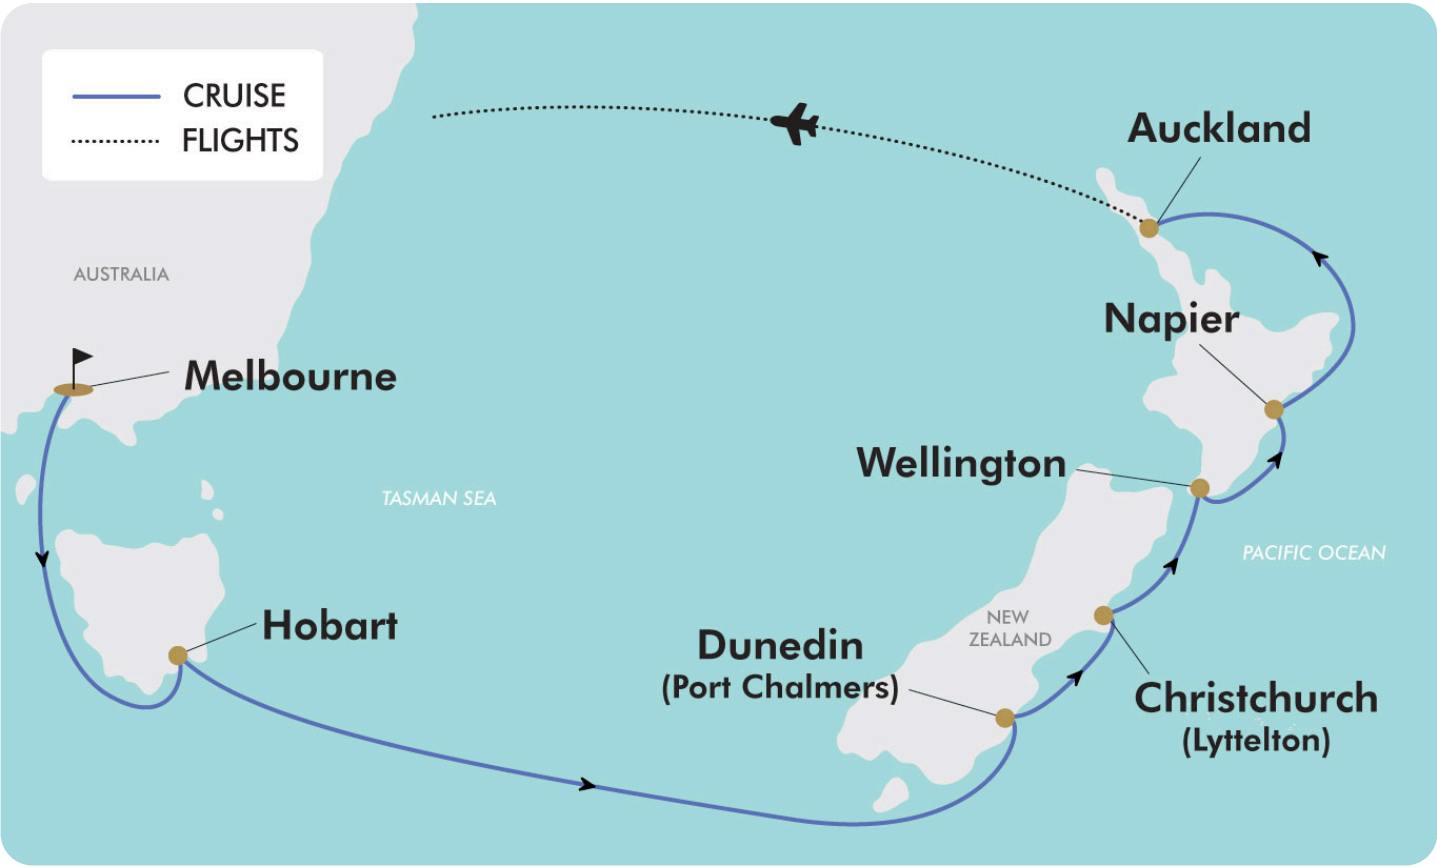 CRUISE
FLIGHTS
Auckland
AUSTRALIA
Napier
Melbourne
Wellington
TASMAN SEA
PACIFIC OCEAN
Hobart
NEW
ZEALAND
Dunedin
(Port Chalmers)
Christchurch
(Lyttelton)